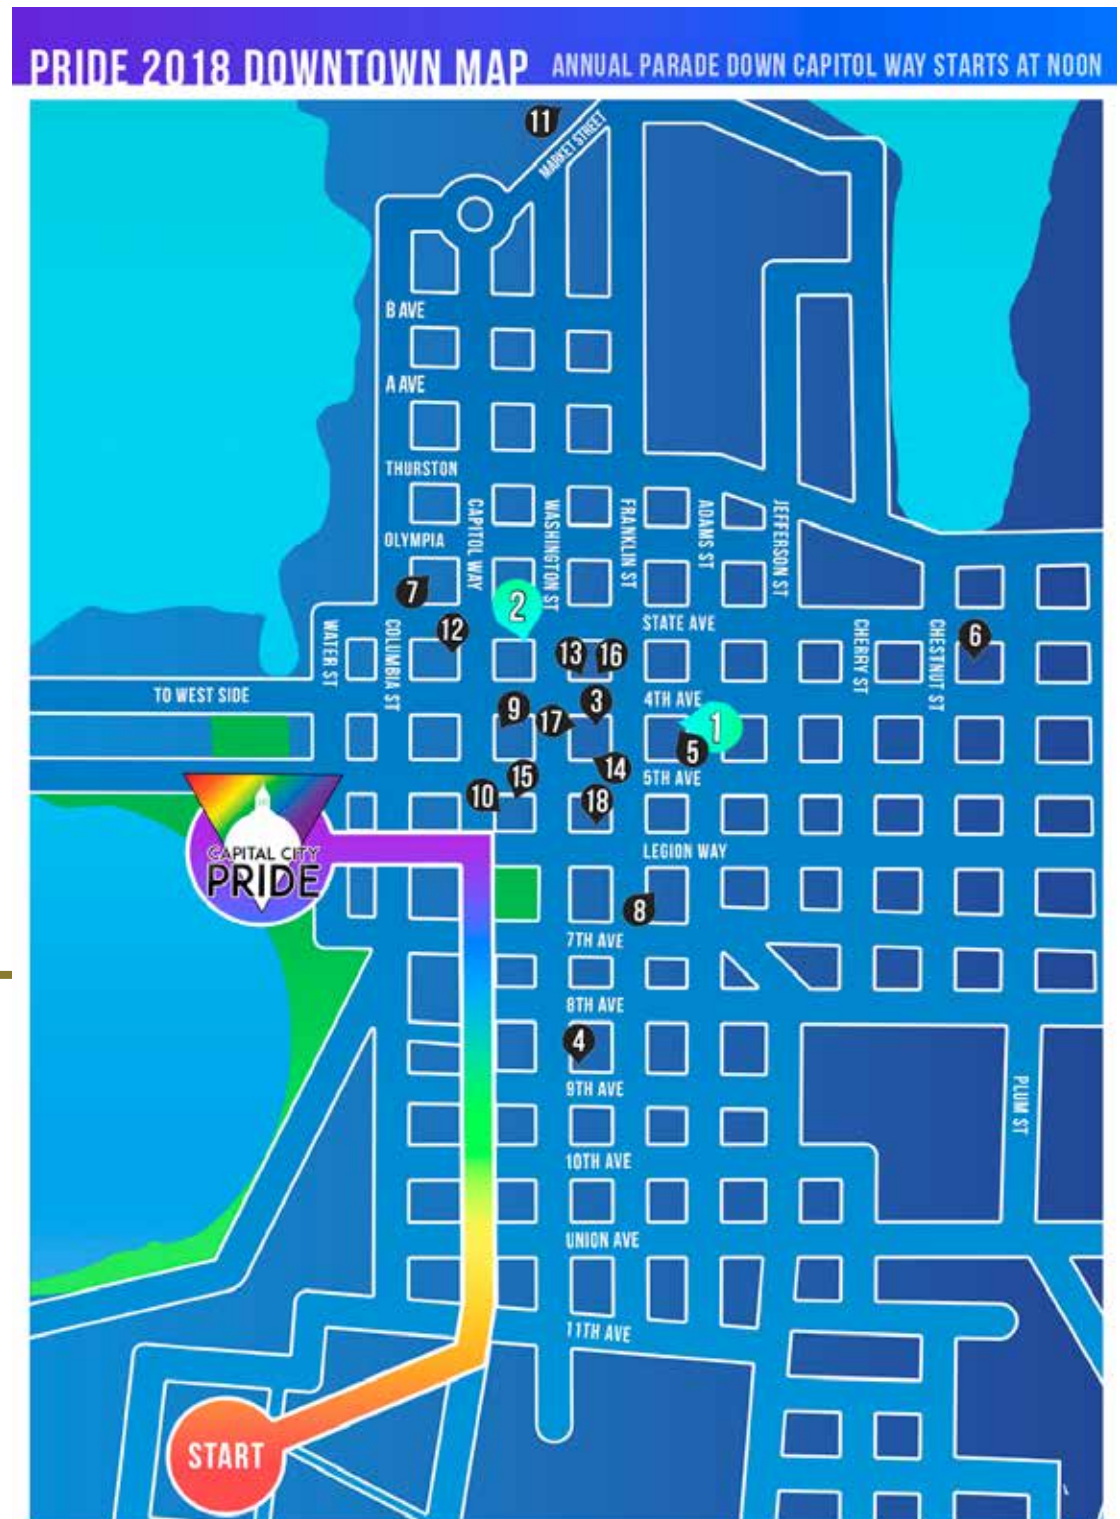 PRIDE 2018 DOWNTOWN MAP
ANNUAL PARADE DOWN CAPITOL WAY STARTS AT NOON
11
MARKET STREET
B AVE
A AVE
THURSTON
CAPITOL WAY
WASHINGTON ST
FRANKLIN ST
ADAMS ST
JEFFERSON ST
OLYMPIA
7
2
12
STATE AVE
WATER ST
COLUMBIA ST
CHERRY ST
CHESTNUT ST
6
13
16
TO WEST SIDE
4TH AVE
9
17
3
1
5
14
15
5TH AVE
10
18
CAPITAL CITY
PRIDE
LEGION WAY
8
7TH AVE
8TH AVE
4
9TH AVE
PLUM ST
10TH AVE
UNION AVE
11TH AVE
START